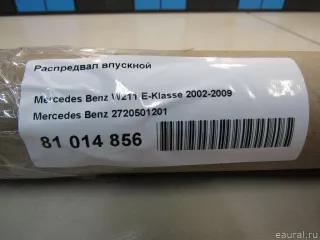 Распредвал впускной
Mercedes Benz W211 E-Klasse 2002-2009
Mercedes Benz 2720501201
81 014 856
eaural.ru